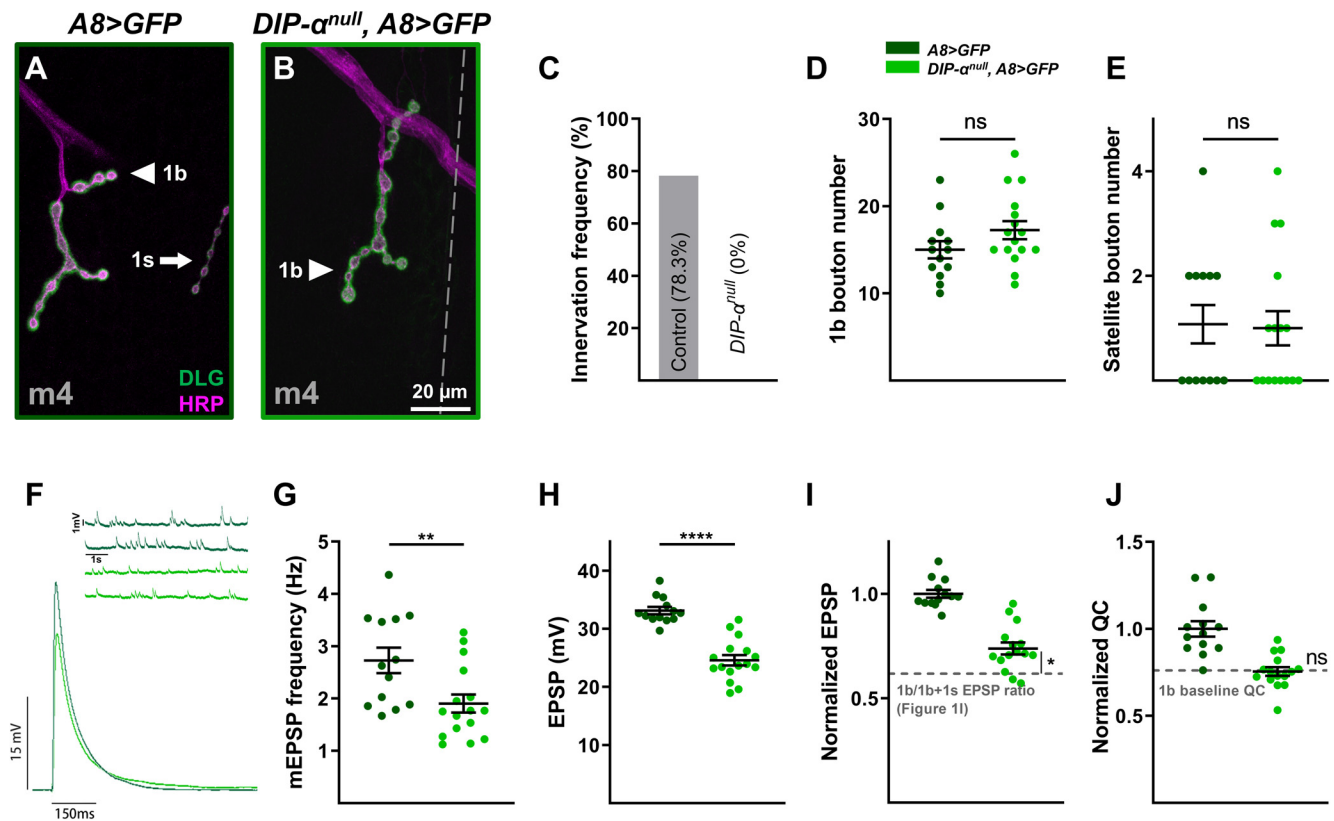 A8>GFP
DIP-α^null, A8>GFP
A
1b
1s
m4
DLG
HRP
B
1b
m4
20 µm
C
Innervation frequency (%)
100
80
60
40
20
Control (78.3%)
DIP-α^null (0%)
A8>GFP
DIP-α^null, A8>GFP
D
1b bouton number
30
20
10
ns
E
Satellite bouton number
4
2
ns
F
1mV
1s
15 mV
150ms
G
mEPSP frequency (Hz)
5
4
3
2
1
**
H
EPSP (mV)
40
30
20
10
****
I
Normalized EPSP
1.0
0.5
*
1b/1b+1s EPSP ratio
(Figure 1I)
J
Normalized QC
1.5
1.0
0.5
ns
1b baseline QC